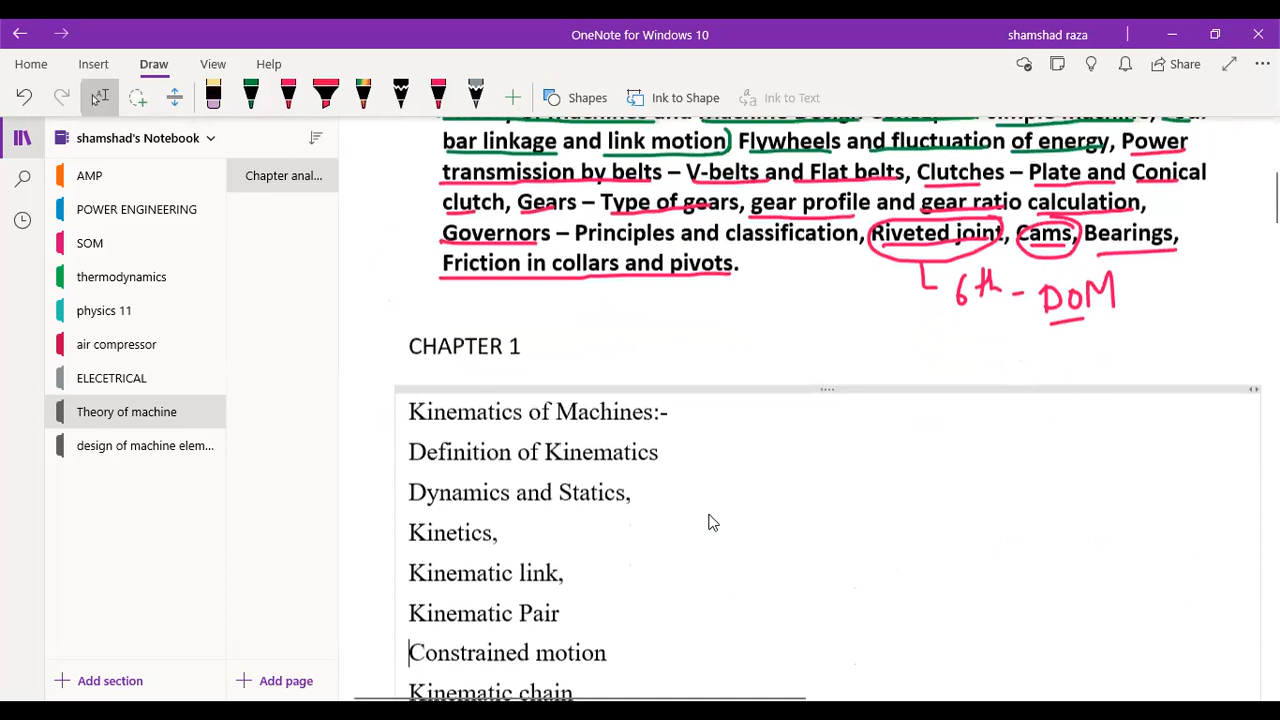 OneNote for Windows 10
shamshad raza
Home Insert Draw View Help
Share
Shapes
Ink to Shape
Ink to Text
shamshad's Notebook
AMP
POWER ENGINEERING
SOM
thermodynamics
physics 11
air compressor
ELECETRICAL
Theory of machine
design of machine elem...
Add section
Chapter anal...
Add page
bar linkage and link motion) Flywheels and fluctuation of energy, Power
transmission by belts – V-belts and Flat belts, Clutches – Plate and Conical
clutch, Gears – Type of gears, gear profile and gear ratio calculation,
Governors – Principles and classification, Riveted joint, Cams, Bearings,
Friction in collars and pivots.
6th - DOM
CHAPTER 1
Kinematics of Machines:-
Definition of Kinematics
Dynamics and Statics,
Kinetics,
Kinematic link,
Kinematic Pair
Constrained motion
Kinematic chain